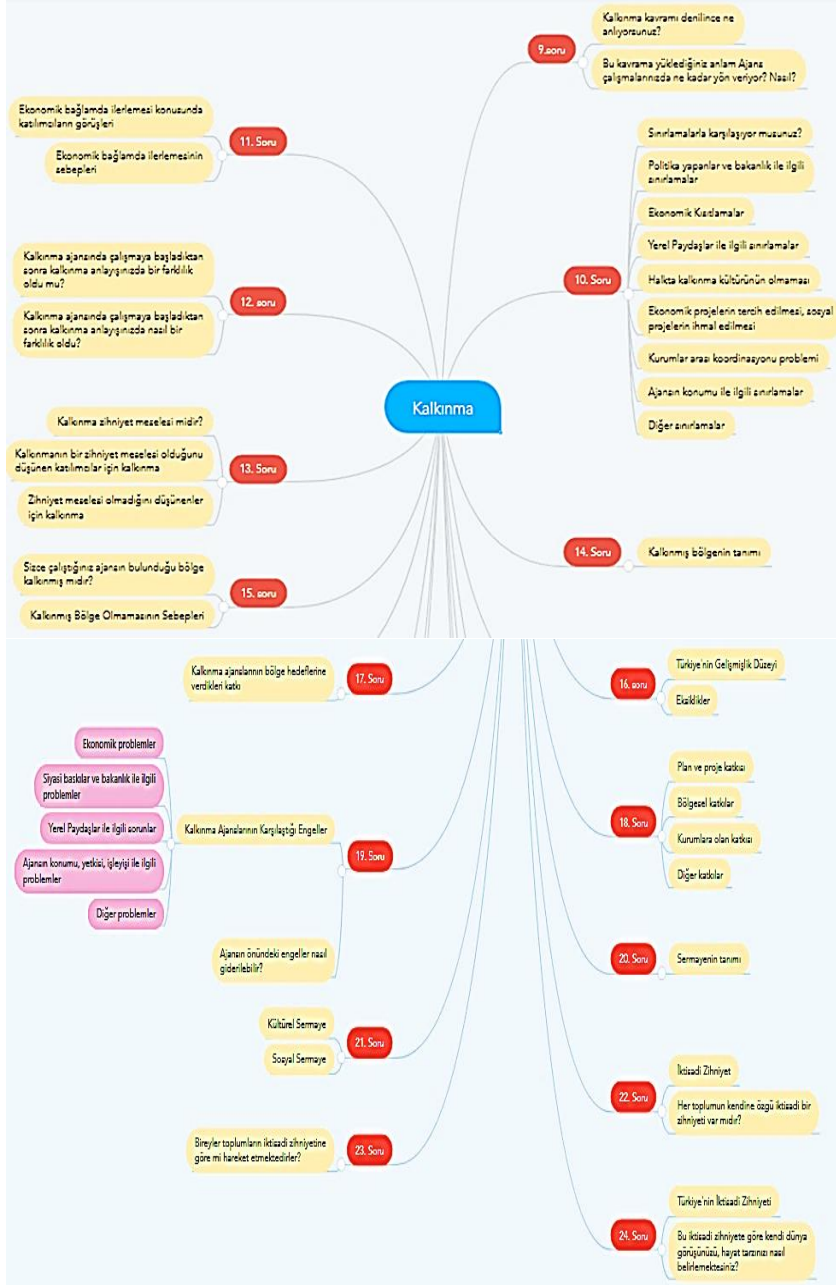 Kalkınma kavramı denilince ne
anlıyorsunuz?
9.soru
Bu kavrama yüklediğiniz anlam Ajans
çalışmalarınızda ne kadar yön veriyor? Nasıl?
Ekonomik bağlamda ilerlemesi konusunda
katılımcıların görüşleri
11. Soru
Ekonomik bağlamda ilerlemesinin
sebepleri
Sınırlamalarla karşılaşıyor musunuz?
Politika yapanlar ve bakanlık ile ilgili
sınırlamalar
Ekonomik Kısıtlamalar
Yerel Paydaşlar ile ilgili sınırlamalar
10. Soru
Halkta kalkınma kültürünün olmaması
Ekonomik projelerin tercih edilmesi, sosyal
projelerin ihmal edilmesi
Kurumlar arası koordinasyonu problemi
Ajansın konumu ile ilgili sınırlamalar
Diğer sınırlamalar
Kalkınma ajansında çalışmaya başladıktan
sonra kalkınma anlayışınızda bir farklılık
oldu mu?
12. soru
Kalkınma ajansında çalışmaya başladıktan
sonra kalkınma anlayışınızda nasıl bir
farklılık oldu?
Kalkınma
Kalkınma zihniyet meselesi midir?
Kalkınmanın bir zihniyet meselesi olduğunu
düşünen katılımcılar için kalkınma
13. Soru
Zihniyet meselesi olmadığını düşünenler
için kalkınma
14. Soru
Kalkınmış bölgenin tanımı
Sizce çalıştığınız ajansın bulunduğu bölge
kalkınmış mıdır?
15. soru
Kalkınmış Bölge Olmamasının Sebepleri
Kalkınma ajanslarının bölge hedeflerine
verdikleri katkı
17. Soru
16. soru
Türkiye'nin Gelişmişlik Düzeyi
Eksiklikler
Ekonomik problemler
Siyasi baskılar ve bakanlık ile ilgili
problemler
Yerel Paydaşlar ile ilgili sorunlar
Ajansın konumu, yetkisi, işleyişi ile ilgili
problemler
Diğer problemler
Kalkınma Ajanslarının Karşılaştığı Engeller
19. Soru
Ajansın önündeki engeller nasıl
giderilebilir?
Plan ve proje katkısı
Bölgesel katkılar
18. Soru
Kurumlara olan katkısı
Diğer katkılar
20. Soru
Sermayenin tanımı
Kültürel Sermaye
21. Soru
Sosyal Sermaye
İktisadi Zihniyet
22. Soru
Her toplumun kendine özgü iktisadi bir
zihniyeti var mıdır?
Bireyler toplumların iktisadi zihniyetine
göre mi hareket etmektedirler?
23. Soru
Türkiye'nin İktisadi Zihniyeti
24. Soru
Bu iktisadi zihniyete göre kendi dünya
görüşünüzü, hayat tarzınızı nasıl
belirlemektesiniz?